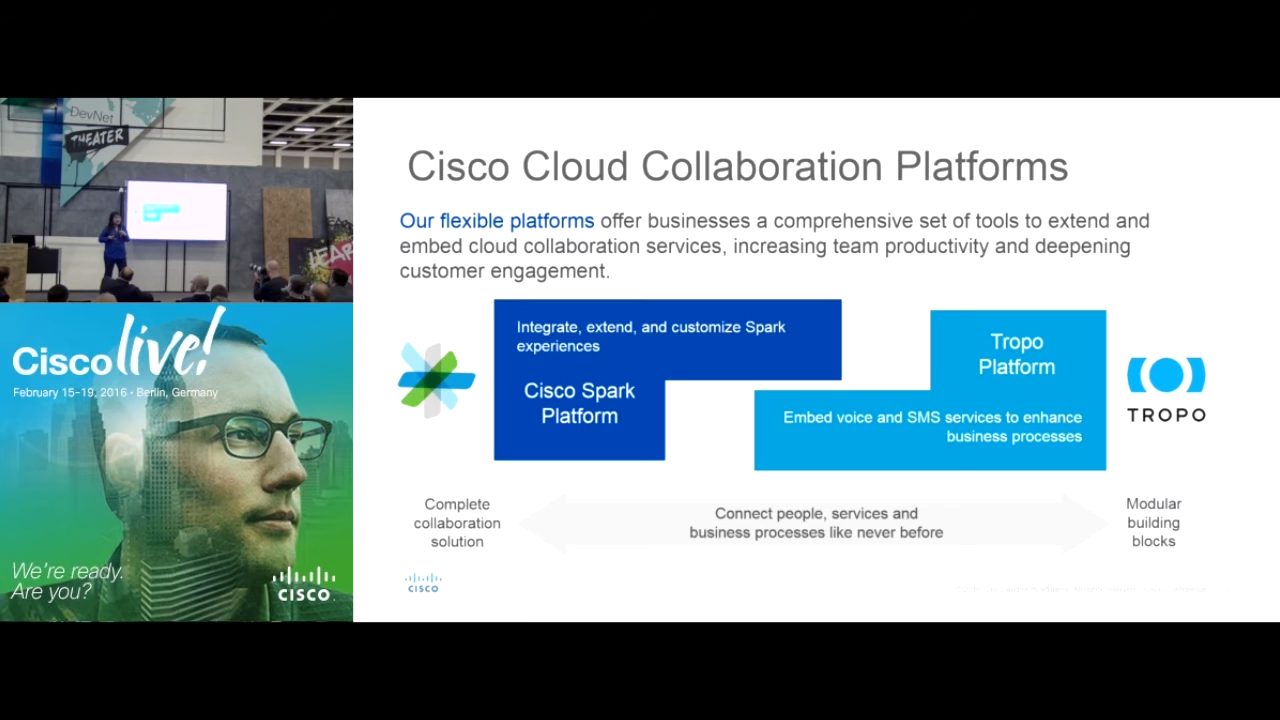 DevNet
THEATER
Cisco live!
February 15-19, 2016 • Berlin, Germany
We're ready.
Are you?
CISCO
Cisco Cloud Collaboration Platforms
Our flexible platforms offer businesses a comprehensive set of tools to extend and
embed cloud collaboration services, increasing team productivity and deepening
customer engagement.
Integrate, extend, and customize Spark
experiences
Cisco Spark
Platform
Tropo
Platform
Embed voice and SMS services to enhance
business processes
TROPO
Complete
collaboration
solution
Connect people, services and
business processes like never before
Modular
building
blocks
CISCO